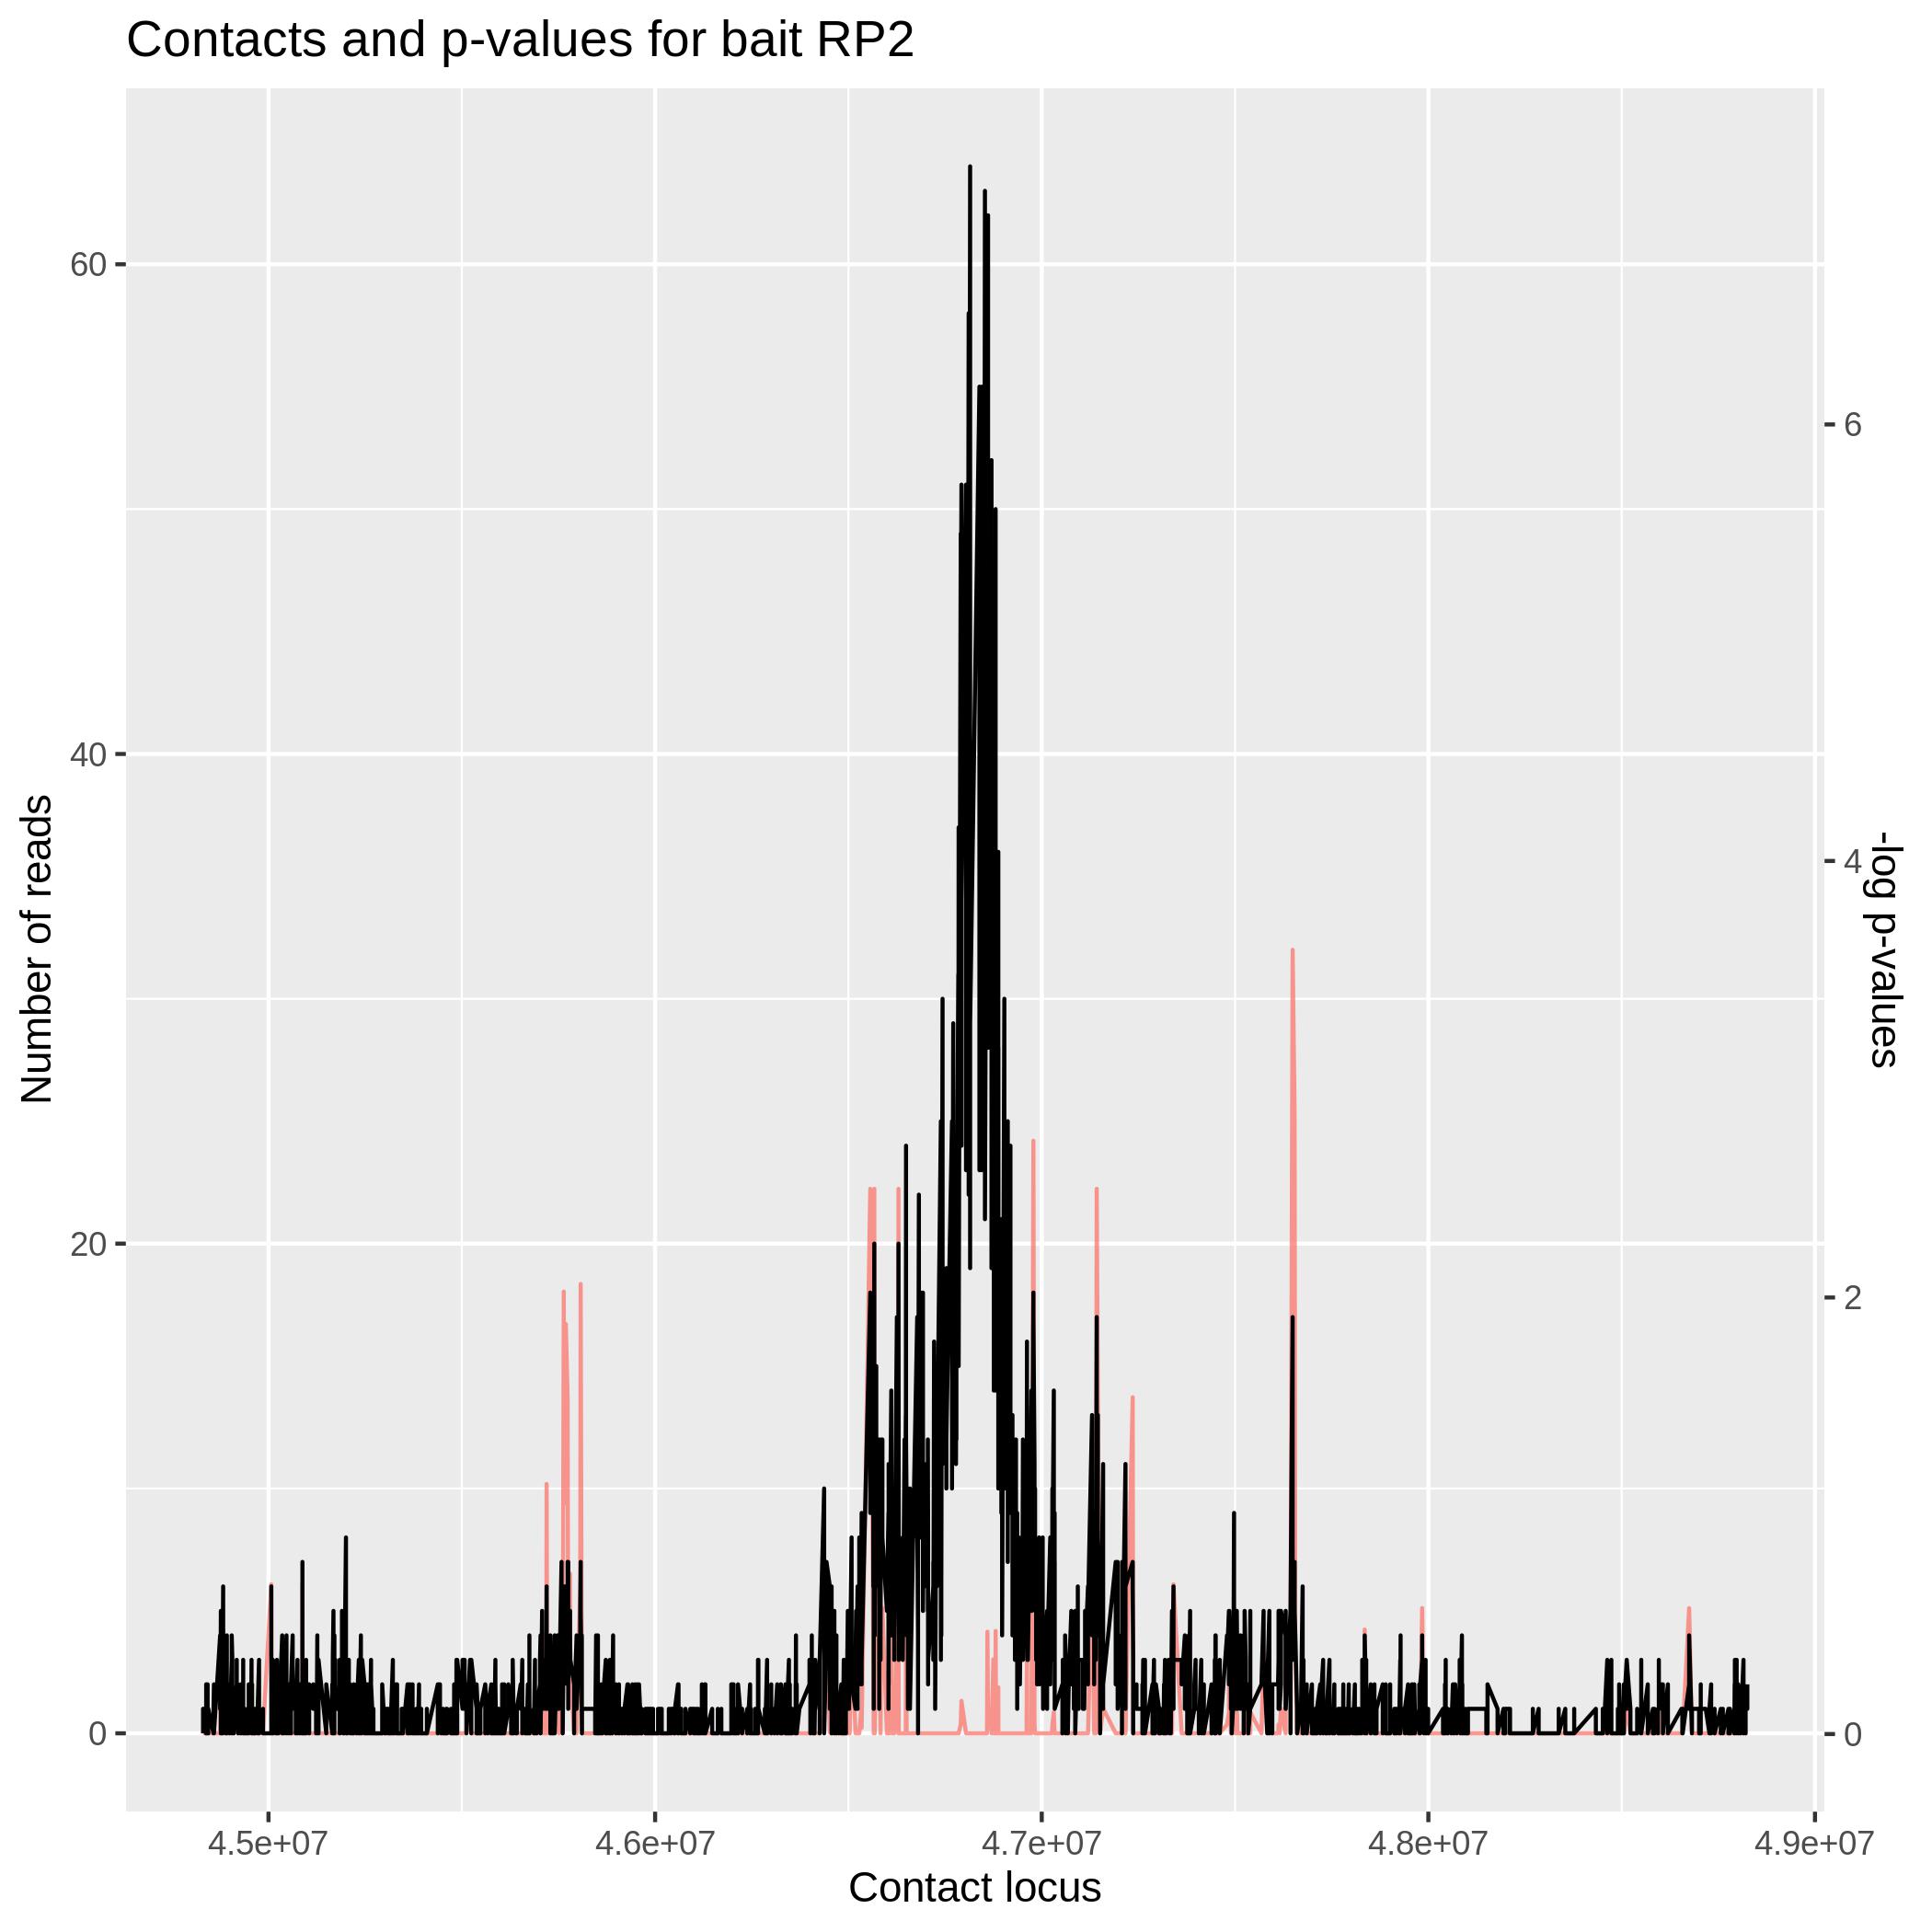 Contacts and p-values for bait RP2
60
40
20
0
Number of reads
6
4
2
0
-log p-values
4.5e+07
4.6e+07
4.7e+07
4.8e+07
4.9e+07
Contact locus